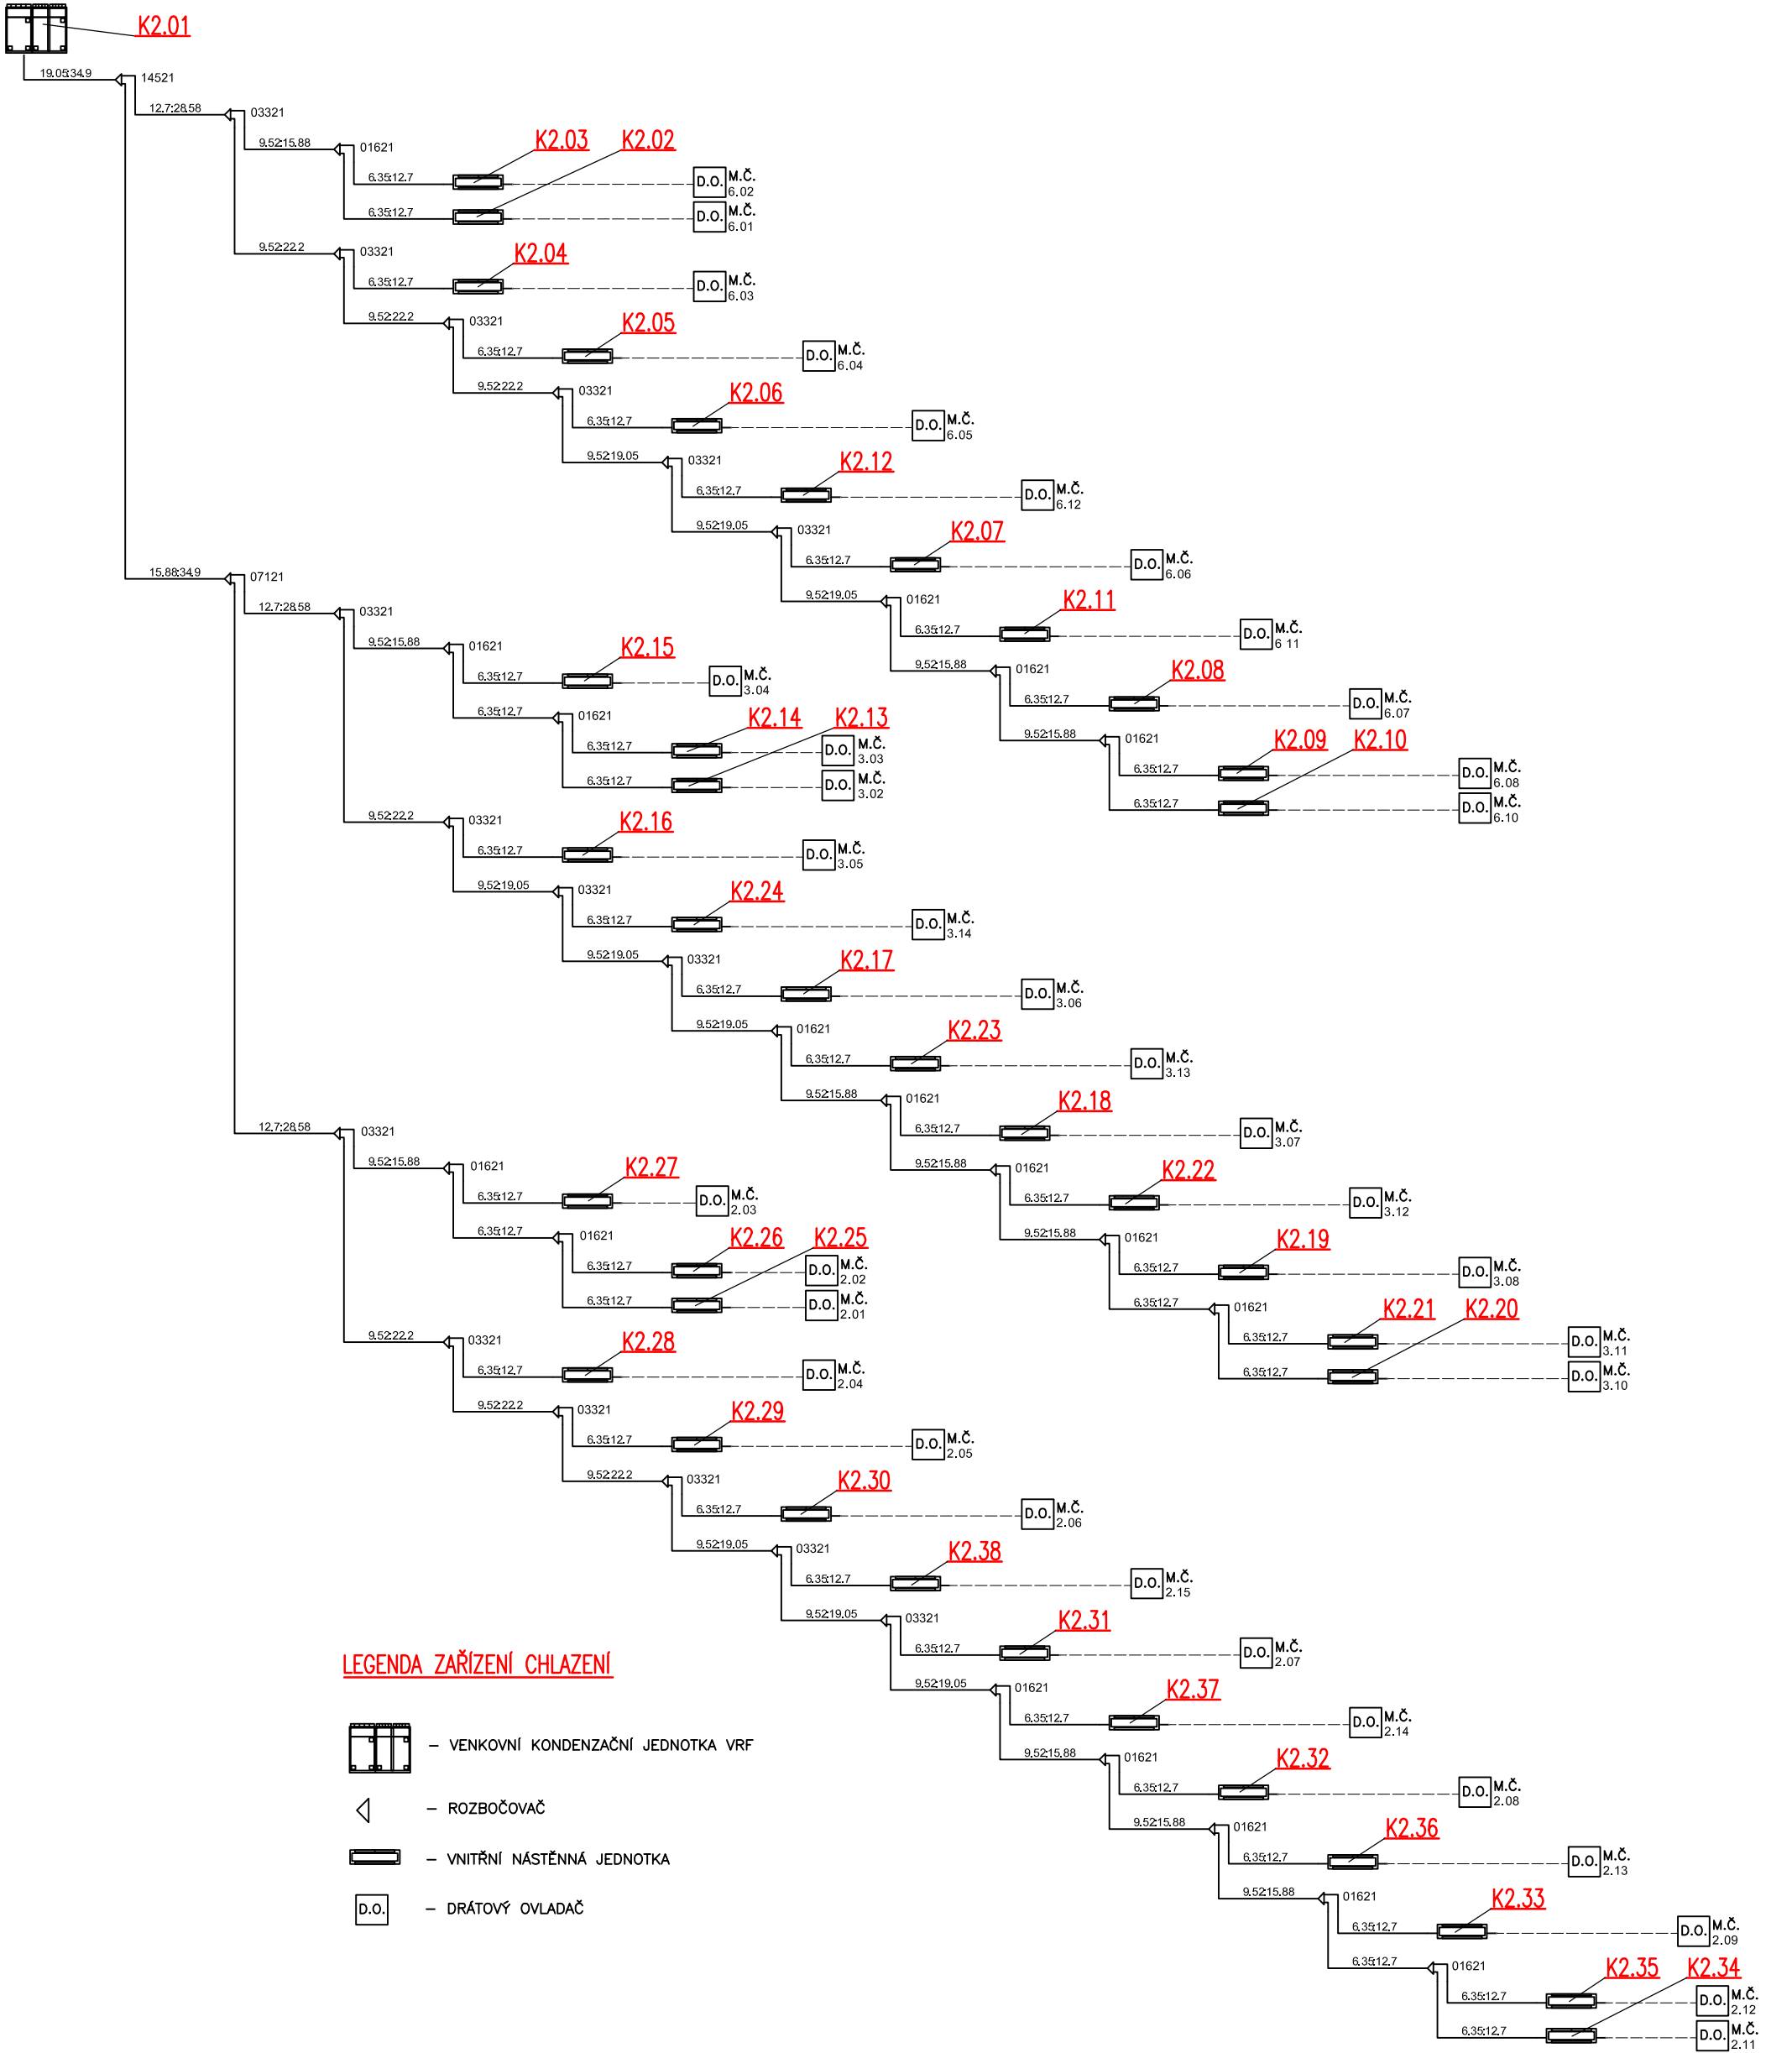 K2.01
19.05:34.9
14521
12.7:28.58
03321
9.52:15.88
01621
K2.03
K2.02
6.35:12.7
D.O.
M.Č.
6.02
6.35:12.7
D.O.
M.Č.
6.01
9.52:22.2
03321
K2.04
6.35:12.7
D.O.
M.Č.
6.03
9.52:22.2
03321
K2.05
6.35:12.7
D.O.
M.Č.
6.04
9.52:22.2
03321
K2.06
6.35:12.7
D.O.
M.Č.
6.05
9.52:19.05
03321
K2.12
6.35:12.7
D.O.
M.Č.
6.12
9.52:19.05
03321
K2.07
6.35:12.7
D.O.
M.Č.
6.06
15.88:34.9
07121
9.52:19.05
01621
K2.11
12.7:28.58
03321
6.35:12.7
D.O.
M.Č.
6 11
9.52:15.88
01621
K2.15
6.35:12.7
D.O.
M.Č.
3.04
9.52:15.88
01621
K2.08
6.35:12.7
D.O.
M.Č.
6.07
6.35:12.7
01621
K2.14
K2.13
6.35:12.7
D.O.
M.Č.
3.03
6.35:12.7
D.O.
M.Č.
3.02
9.52:15.88
01621
K2.09
K2.10
6.35:12.7
D.O.
M.Č.
6.08
6.35:12.7
D.O.
M.Č.
6.10
9.52:22.2
03321
K2.16
6.35:12.7
D.O.
M.Č.
3.05
9.52:19.05
03321
K2.24
6.35:12.7
D.O.
M.Č.
3.14
9.52:19.05
03321
K2.17
6.35:12.7
D.O.
M.Č.
3.06
9.52:19.05
01621
K2.23
6.35:12.7
D.O.
M.Č.
3.13
9.52:15.88
01621
K2.18
12.7:28.58
03321
6.35:12.7
D.O.
M.Č.
3.07
9.52:15.88
01621
K2.27
6.35:12.7
D.O.
M.Č.
2.03
9.52:15.88
01621
K2.22
6.35:12.7
D.O.
M.Č.
3.12
6.35:12.7
01621
K2.26
K2.25
6.35:12.7
D.O.
M.Č.
2.02
6.35:12.7
D.O.
M.Č.
2.01
9.52:15.88
01621
K2.19
6.35:12.7
D.O.
M.Č.
3.08
6.35:12.7
01621
K2.21
K2.20
6.35:12.7
D.O.
M.Č.
3.11
6.35:12.7
D.O.
M.Č.
3.10
9.52:22.2
03321
K2.28
6.35:12.7
D.O.
M.Č.
2.04
9.52:22.2
03321
K2.29
6.35:12.7
D.O.
M.Č.
2.05
9.52:22.2
03321
K2.30
6.35:12.7
D.O.
M.Č.
2.06
9.52:19.05
03321
K2.38
6.35:12.7
D.O.
M.Č.
2.15
9.52:19.05
03321
K2.31
6.35:12.7
D.O.
M.Č.
2.07
9.52:19.05
01621
K2.37
6.35:12.7
D.O.
M.Č.
2.14
9.52:15.88
01621
K2.32
6.35:12.7
D.O.
M.Č.
2.08
9.52:15.88
01621
K2.36
6.35:12.7
D.O.
M.Č.
2.13
9.52:15.88
01621
K2.33
6.35:12.7
D.O.
M.Č.
2.09
6.35:12.7
01621
K2.35
K2.34
6.35:12.7
D.O.
M.Č.
2.12
6.35:12.7
D.O.
M.Č.
2.11
LEGENDA ZAŘÍZENÍ CHLAZENÍ
– VENKOVNÍ KONDENZAČNÍ JEDNOTKA VRF
– ROZBOČOVAČ
– VNITŘNÍ NÁSTĚNNÁ JEDNOTKA
D.O. – DRÁTOVÝ OVLADAČ